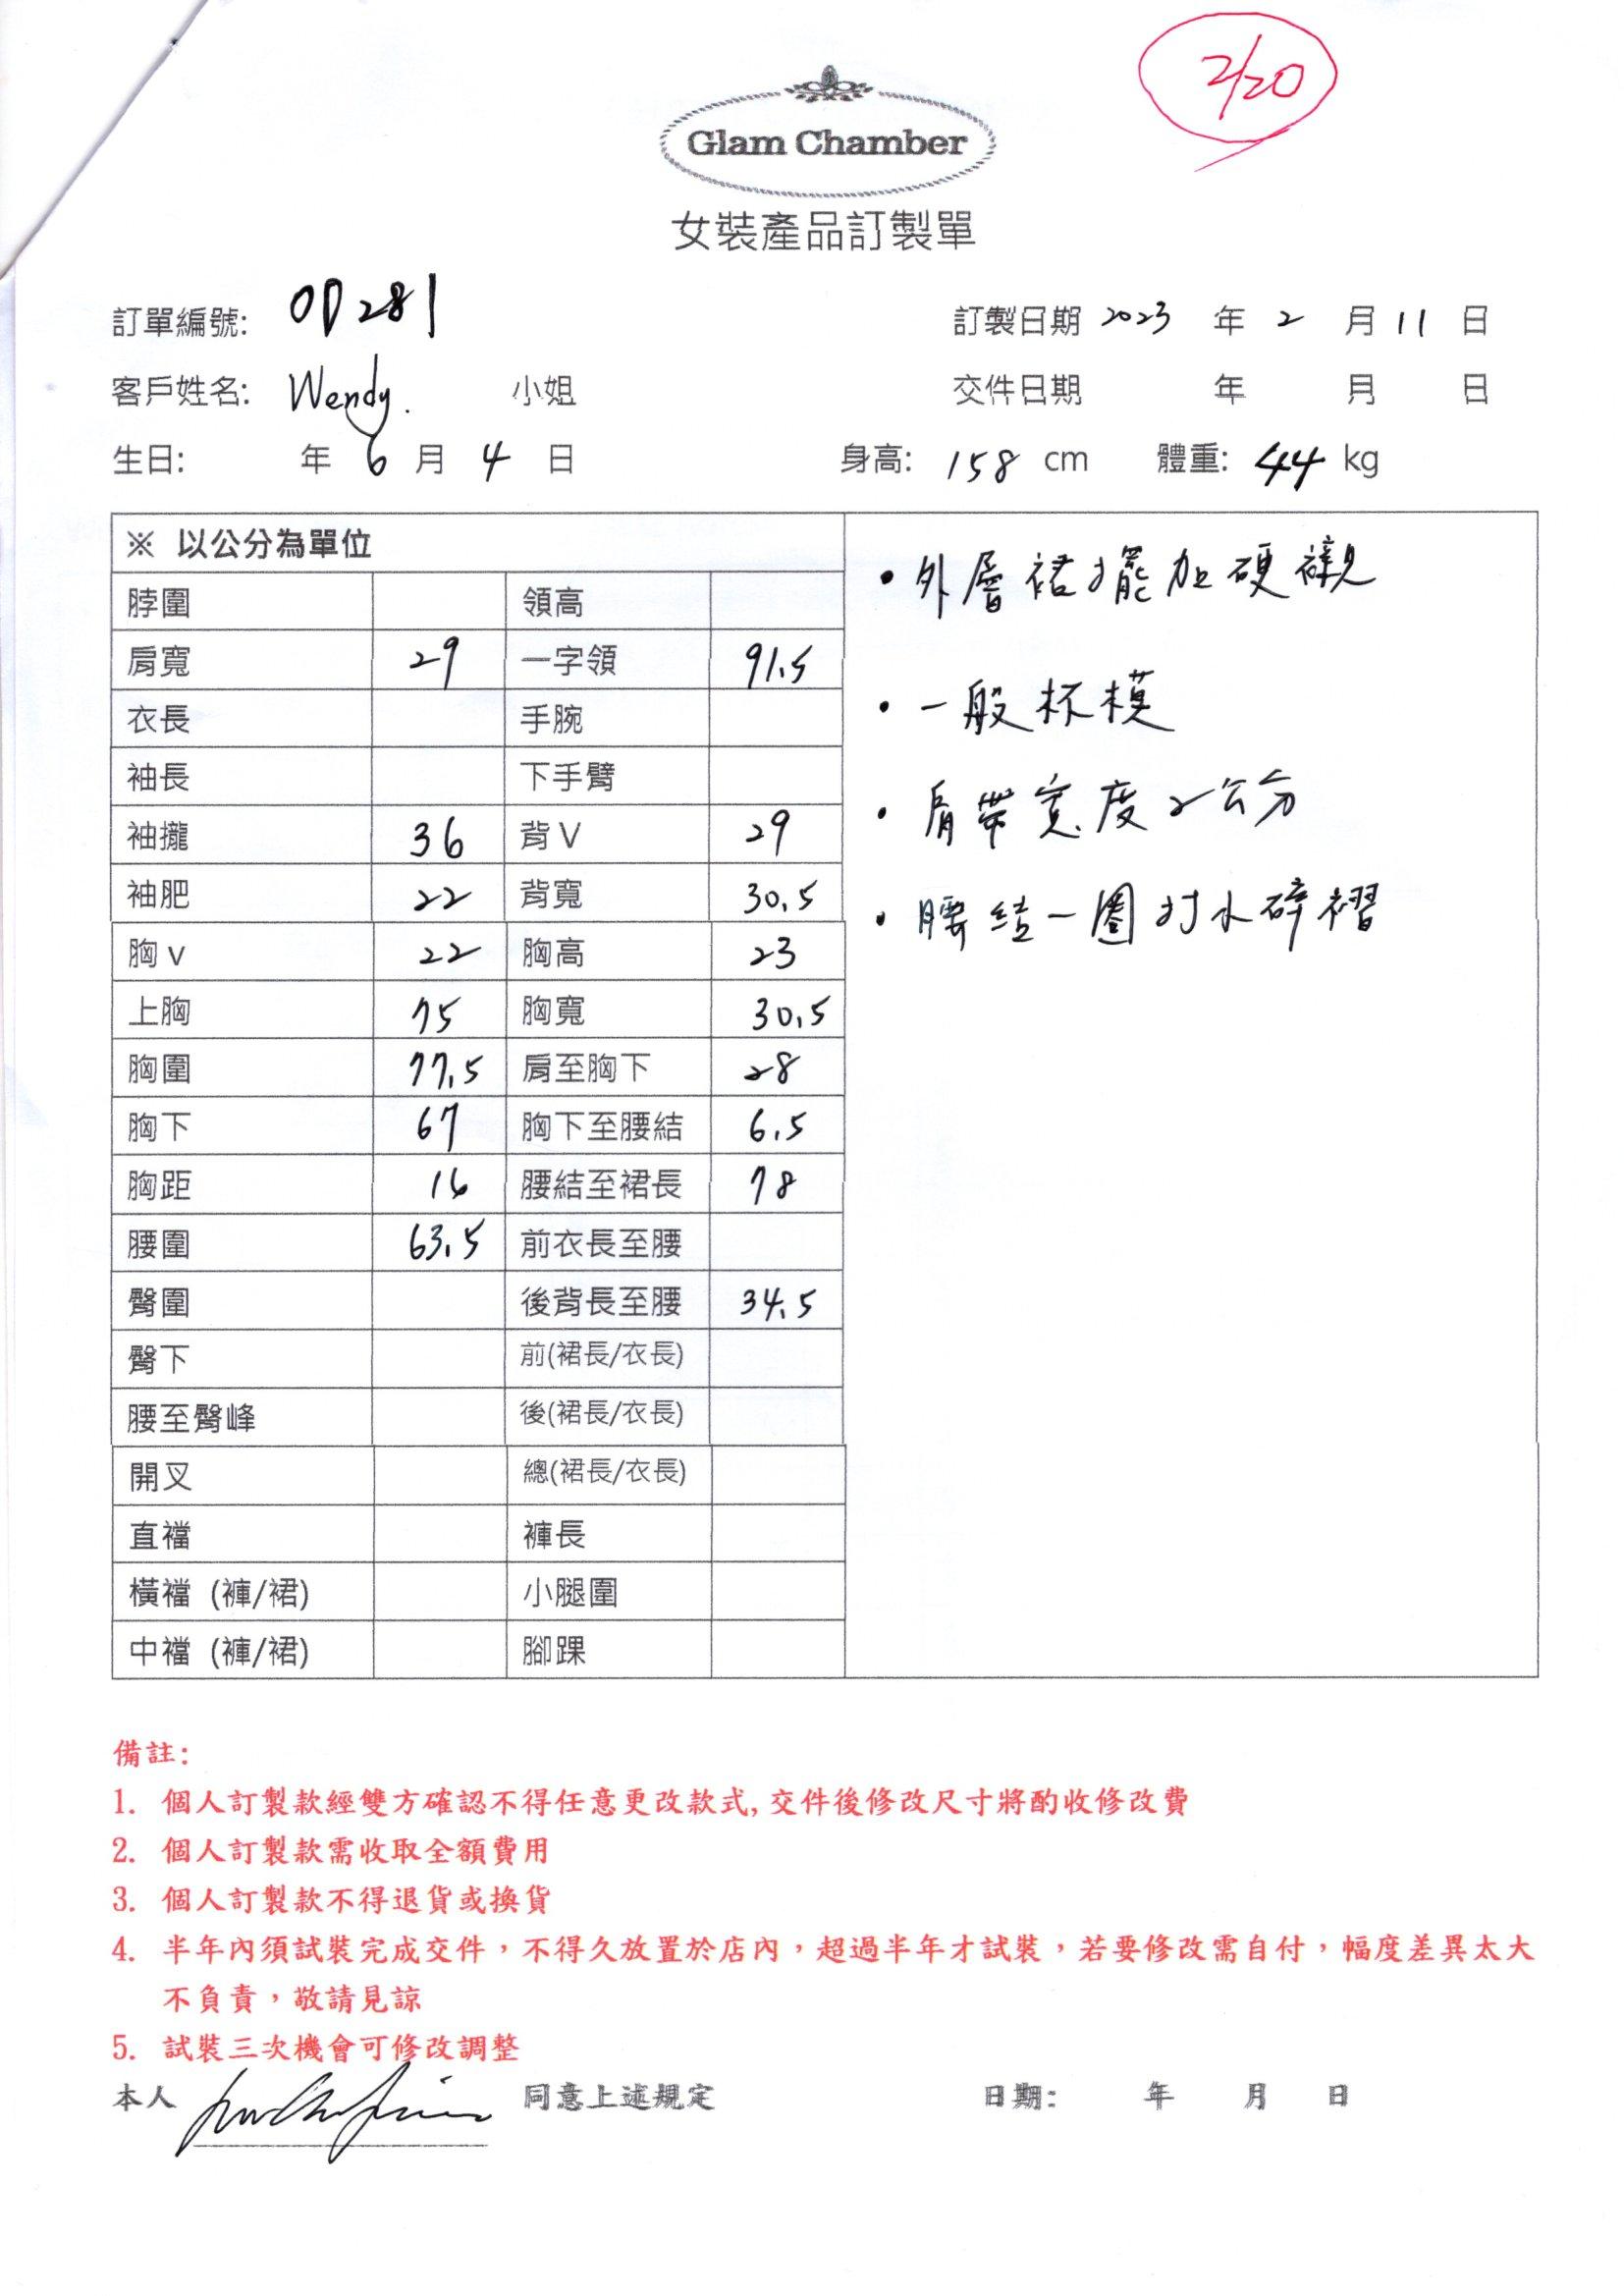 2/20
Glam Chamber
女裝產品訂製單
訂單編號: OD281 訂製日期 2023 年 2 月 11 日
客戶姓名: Wendy. 小姐 交件日期 年 月 日
生日: 年 6 月 4 日 身高: 158 cm 體重: 44 kg
※ 以公分為單位
脖圍 領高
肩寬 29 一字領 91.5
衣長 手腕
袖長 下手臂
袖攏 36 背V 29
袖肥 22 背寬 30.5
胸v 22 胸高 23
上胸 75 胸寬 30.5
胸圍 77.5 肩至胸下 28
胸下 67 胸下至腰結 6.5
胸距 16 腰結至裙長 78
腰圍 63.5 前衣長至腰
臀圍 後背長至腰 34.5
臀下 前(裙長/衣長)
腰至臀峰 後(裙長/衣長)
開叉 總(裙長/衣長)
直襠 褲長
橫襠 (褲/裙) 小腿圍
中襠 (褲/裙) 腳踝
• 外層裙擺加硬襯
• 一般杯模
• 肩帶寬度2公分
• 腰結一圈打小碎褶
備註:
1. 個人訂製款經雙方確認不得任意更改款式, 交件後修改尺寸將酌收修改費
2. 個人訂製款需收取全額費用
3. 個人訂製款不得退貨或換貨
4. 半年內須試裝完成交件，不得久放置於店內，超過半年才試裝，若要修改需自付，幅度差異太大
不負責，敬請見諒
5. 試裝三次機會可修改調整
本人 同意上述規定 日期: 年 月 日